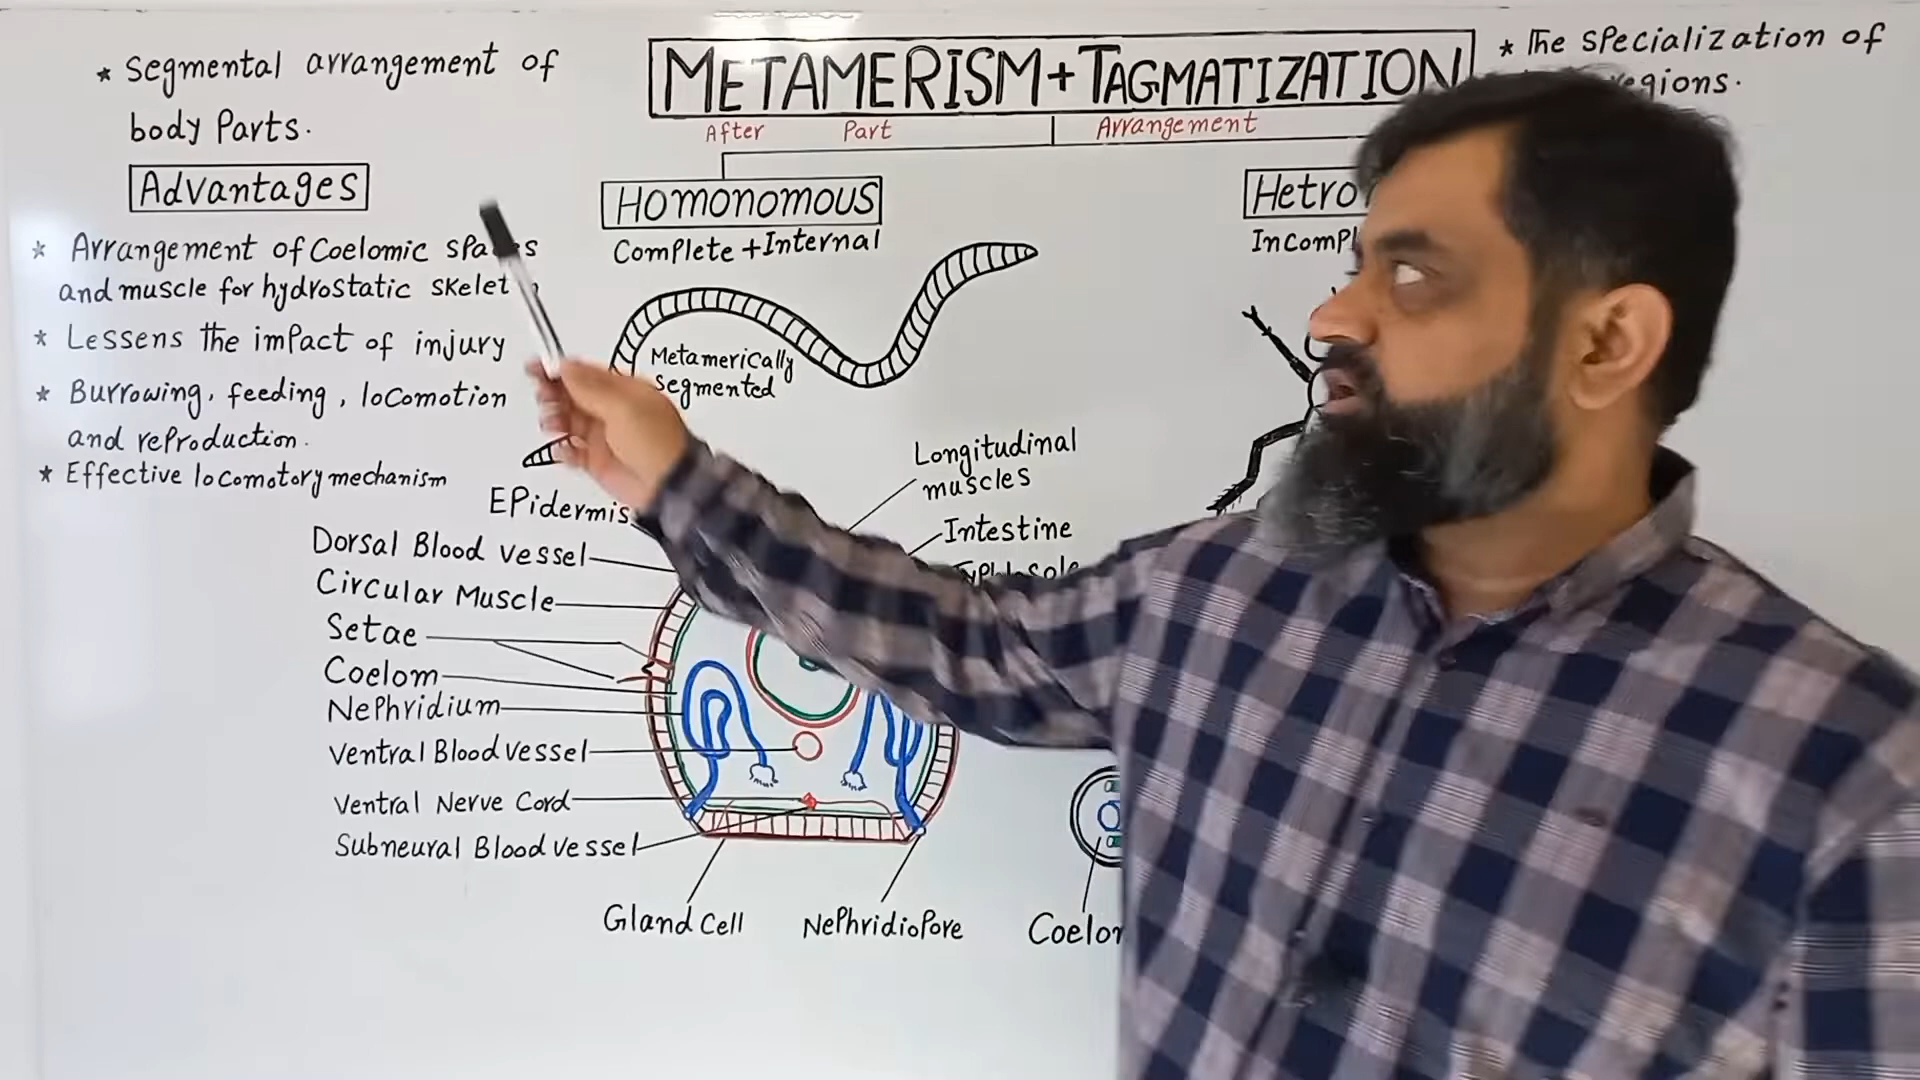 * Segmental arrangement of
body Parts.
Advantages
* Arrangement of Coelomic
and muscle for hydrostatic
* Lessens the impact of injury
* Burrowing, feeding, locomotion
and reproduction.
* Effective locomotory mechanism
METAMERISM + TAGMATIZATION
After Part Arrangement
* The specialization of
regions.
Homonomous
Complete + Internal
Metamerically
segmented
Longitudinal
muscles
Intestine
Epidermis
Dorsal Blood vessel
Circular Muscle
Setae
Coelom
Nephridium
Ventral Blood vessel
Ventral Nerve Cord
Subneural Blood vessel
Gland Cell
Nephridiopore